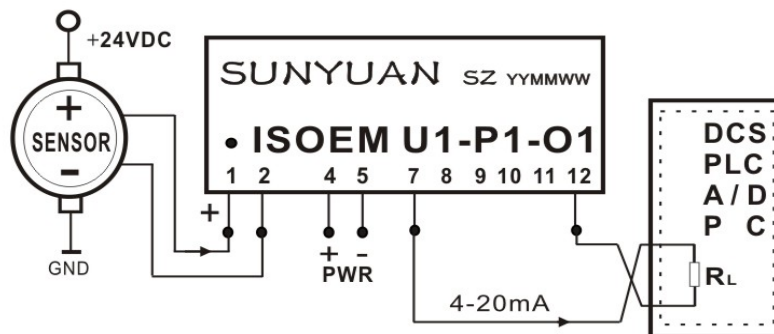 +24VDC
SUNYUAN SZ YYMMWW
+
SENSOR
-
• ISOEM U1-P1-O1
1 2 4 5 7 8 9 10 11 12
+
+ -
PWR
GND
4-20mA
DCS
PLC
A/D
P C
RL